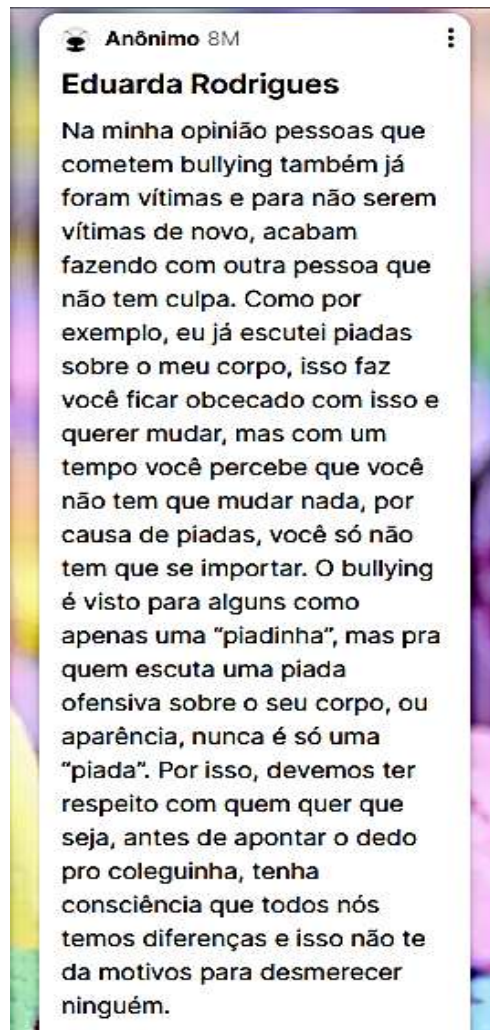 Anônimo 8M
Eduarda Rodrigues
Na minha opinião pessoas que
cometem bullying também já
foram vítimas e para não serem
vítimas de novo, acabam
fazendo com outra pessoa que
não tem culpa. Como por
exemplo, eu já escutei piadas
sobre o meu corpo, isso faz
você ficar obcecado com isso e
querer mudar, mas com um
tempo você percebe que você
não tem que mudar nada, por
causa de piadas, você só não
tem que se importar. O bullying
é visto para alguns como
apenas uma “piadinha”, mas pra
quem escuta uma piada
ofensiva sobre o seu corpo, ou
aparência, nunca é só uma
“piada”. Por isso, devemos ter
respeito com quem quer que
seja, antes de apontar o dedo
pro coleguinha, tenha
consciência que todos nós
temos diferenças e isso não te
da motivos para desmerecer
ninguém.